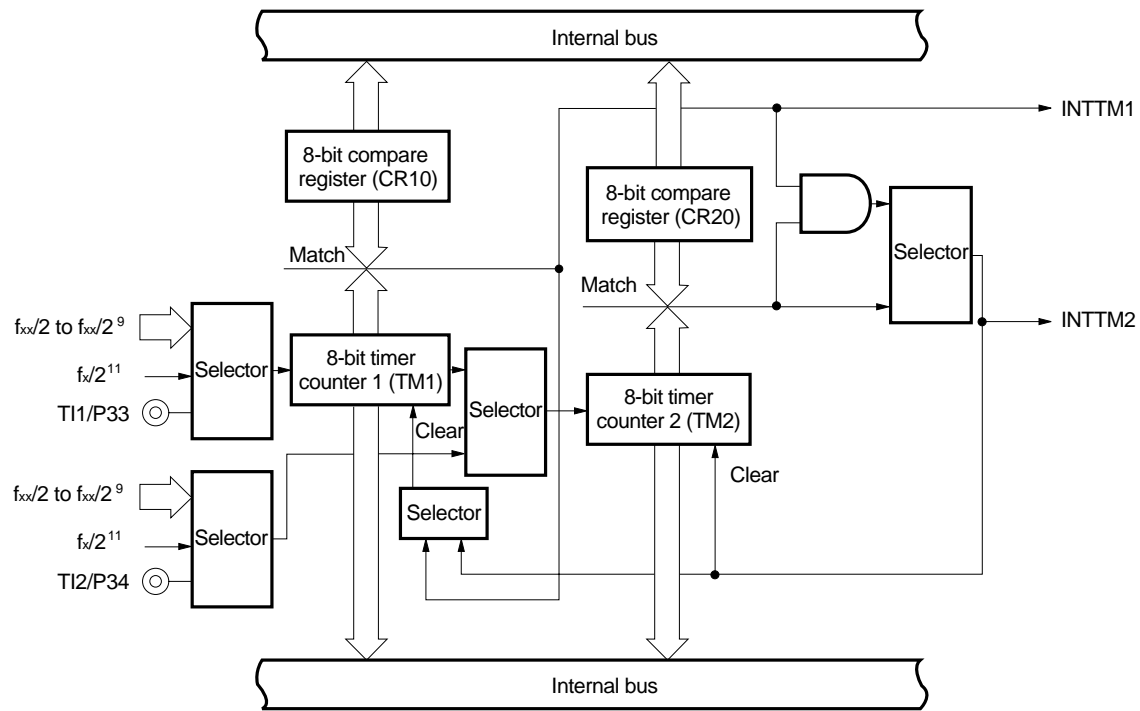 Internal bus
INTTM1
8-bit compare
register (CR10)
8-bit compare
register (CR20)
Selector
Match
Match
fxx/2 to fxx/2⁹
fx/2¹¹
TI1/P33
Selector
8-bit timer
counter 1 (TM1)
Selector
8-bit timer
counter 2 (TM2)
INTTM2
Clear
Clear
fxx/2 to fxx/2⁹
fx/2¹¹
TI2/P34
Selector
Selector
Internal bus